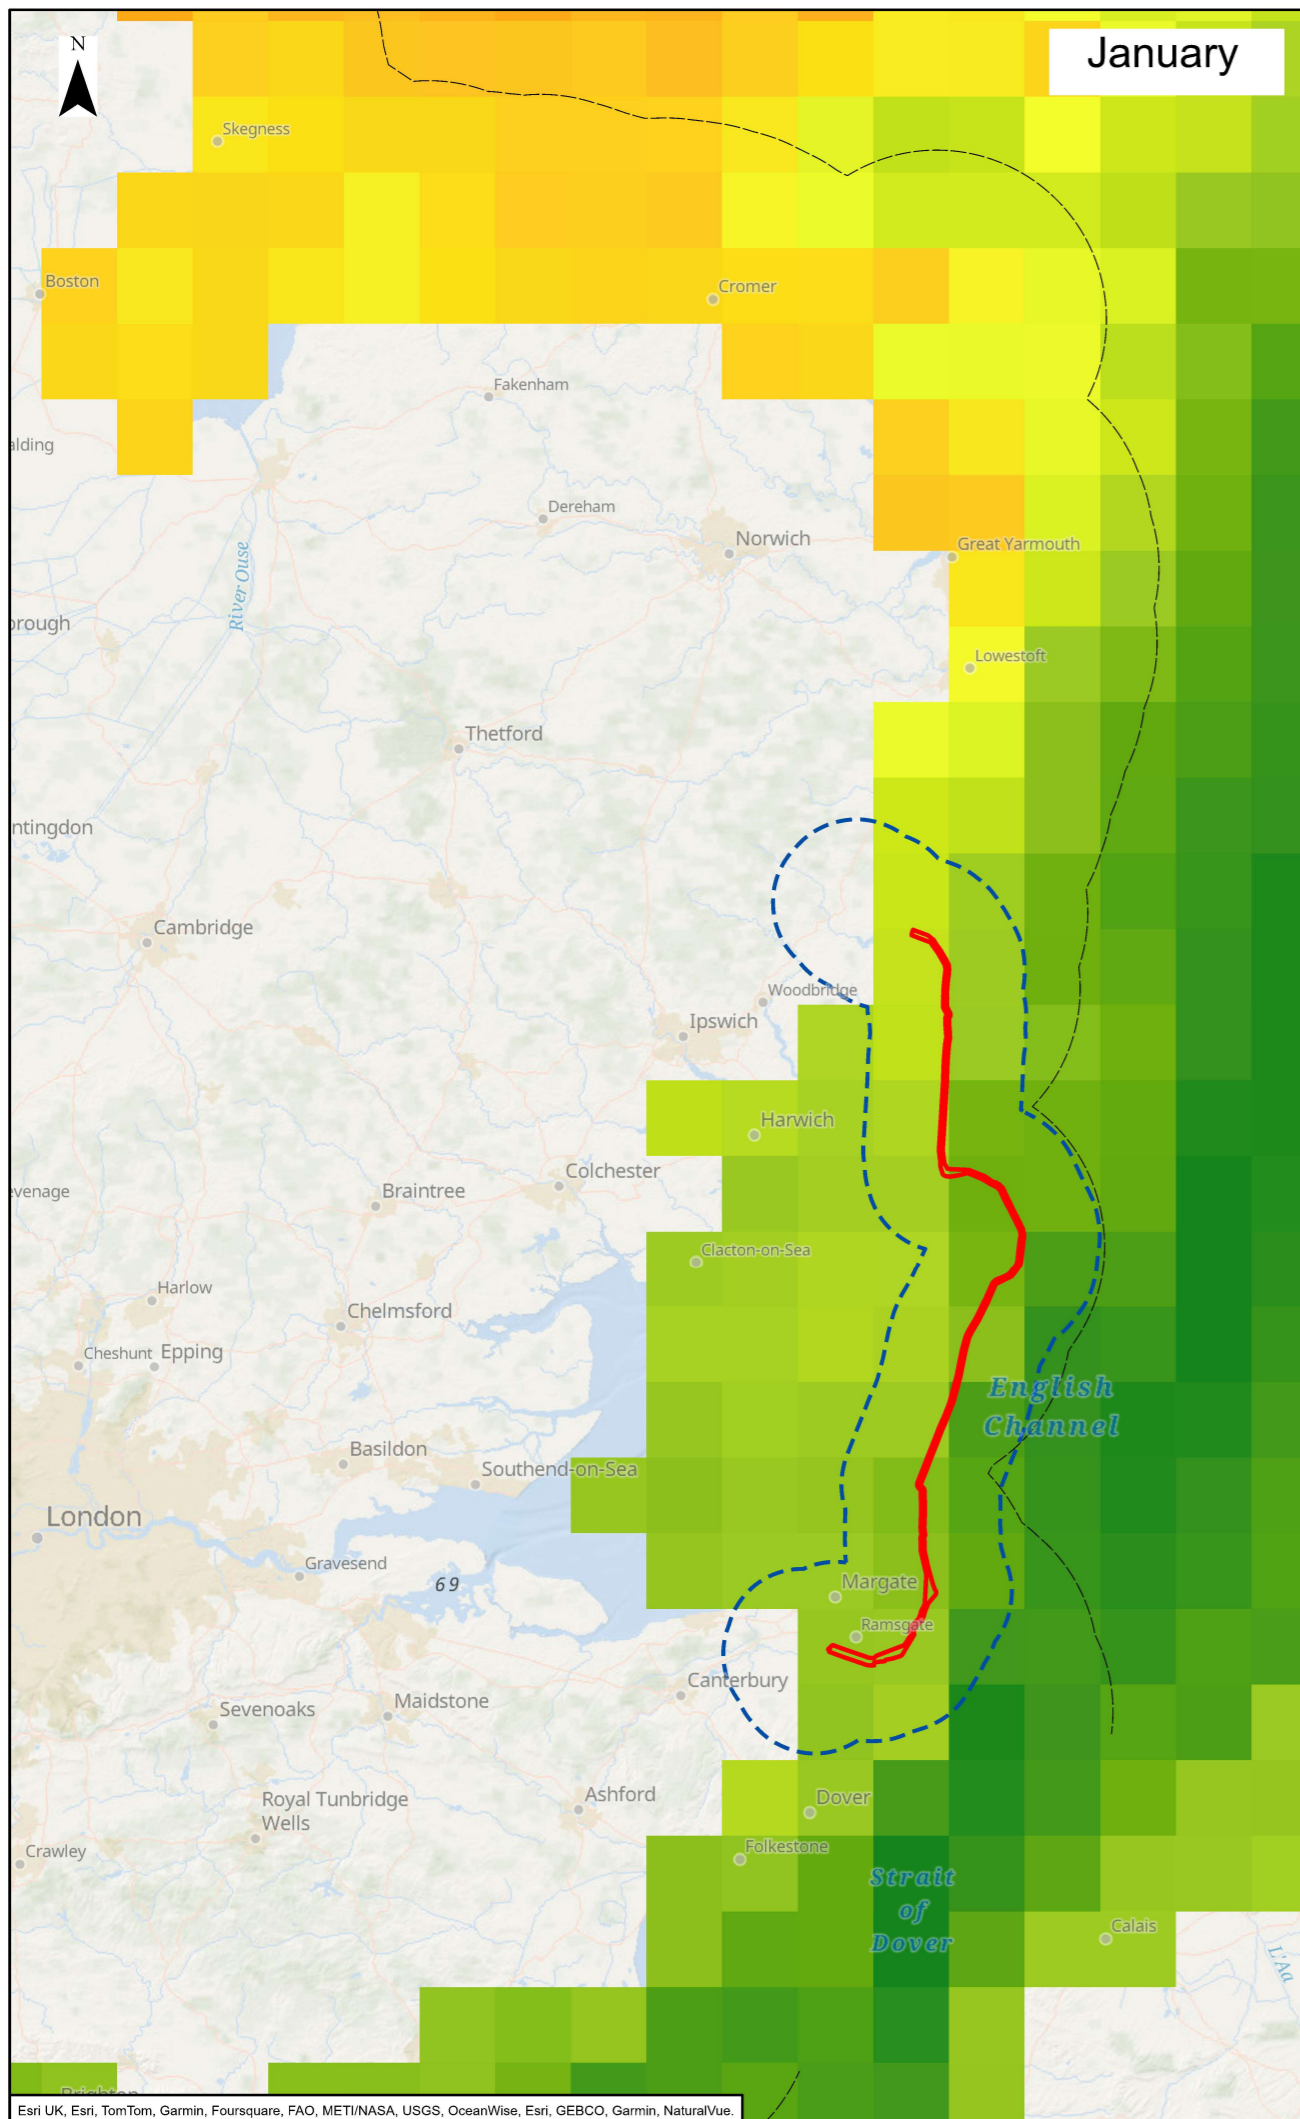 N
January
Skegness
Boston
Cromer
Fakenham
alding
Dereham
Norwich
Great Yarmouth
River Ouse
orough
Lowestoft
Thetford
ntingdon
Cambridge
Woodbridge
Ipswich
Harwich
Colchester
evenage
Braintree
Clacton-on-Sea
Harlow
Chelmsford
Cheshunt
Epping
English
Channel
Basildon
Southend-on-Sea
London
Gravesend
69
Margate
Ramsgate
Canterbury
Sevenoaks
Maidstone
Royal Tunbridge
Wells
Ashford
Dover
Crawley
Folkestone
Strait
of
Dover
Calais
L'Aa
Brighton
Esri UK, Esri, TomTom, Garmin, Foursquare, FAO, METI/NASA, USGS, OceanWise, Esri, GEBCO, Garmin, NaturalVue.